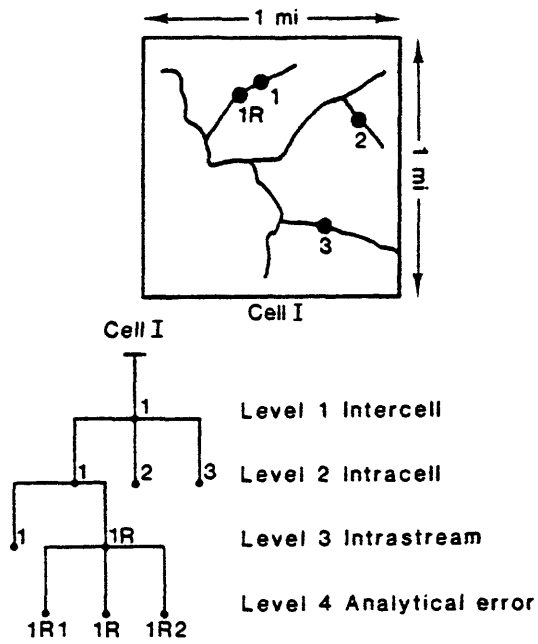 1 mi
1
1R
2
1 mi
3
Cell I
Cell I
1
Level 1 Intercell
1 2 3
Level 2 Intracell
1 1R
Level 3 Intrastream
1R1 1R 1R2
Level 4 Analytical error